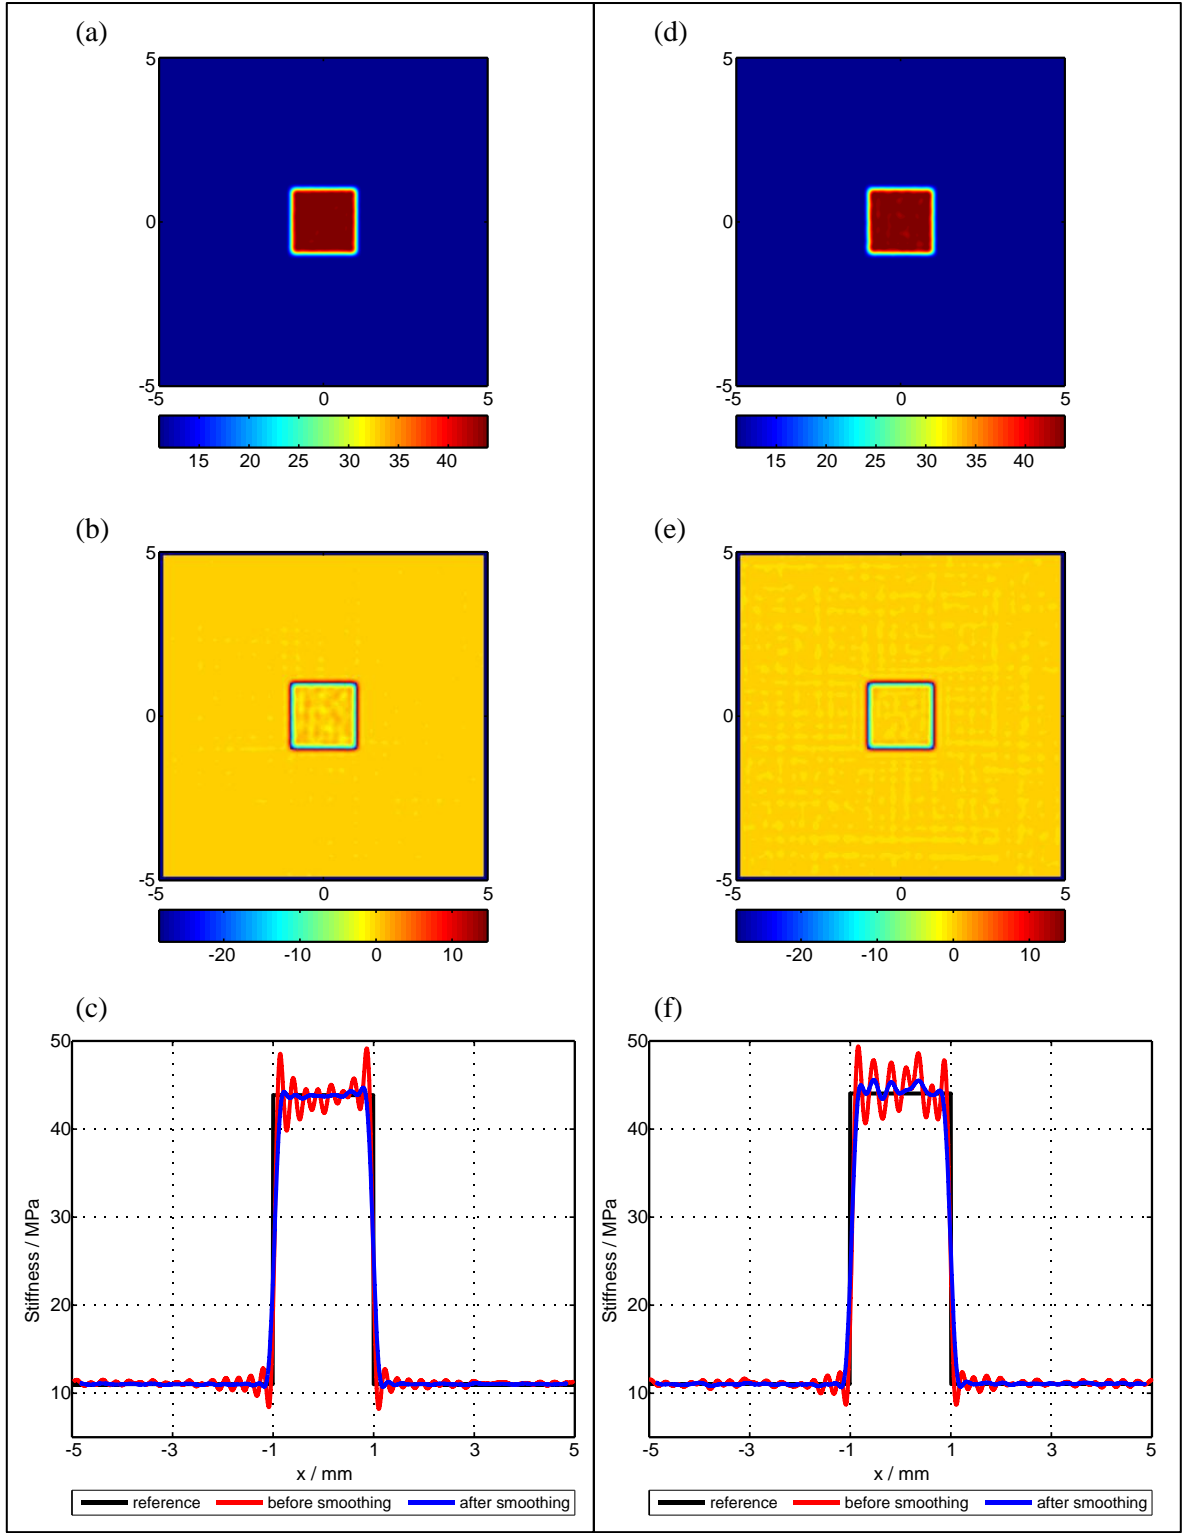 (a)
5
0
-5
-5 0 5
15 20 25 30 35 40
(b)
5
0
-5
-5 0 5
-20 -10 0 10
(c)
50
40
30
20
10
Stiffness / MPa
-5 -3 -1 1 3 5
x / mm
reference before smoothing after smoothing
(d)
5
0
-5
-5 0 5
15 20 25 30 35 40
(e)
5
0
-5
-5 0 5
-20 -10 0 10
(f)
50
40
30
20
10
Stiffness / MPa
-5 -3 -1 1 3 5
x / mm
reference before smoothing after smoothing